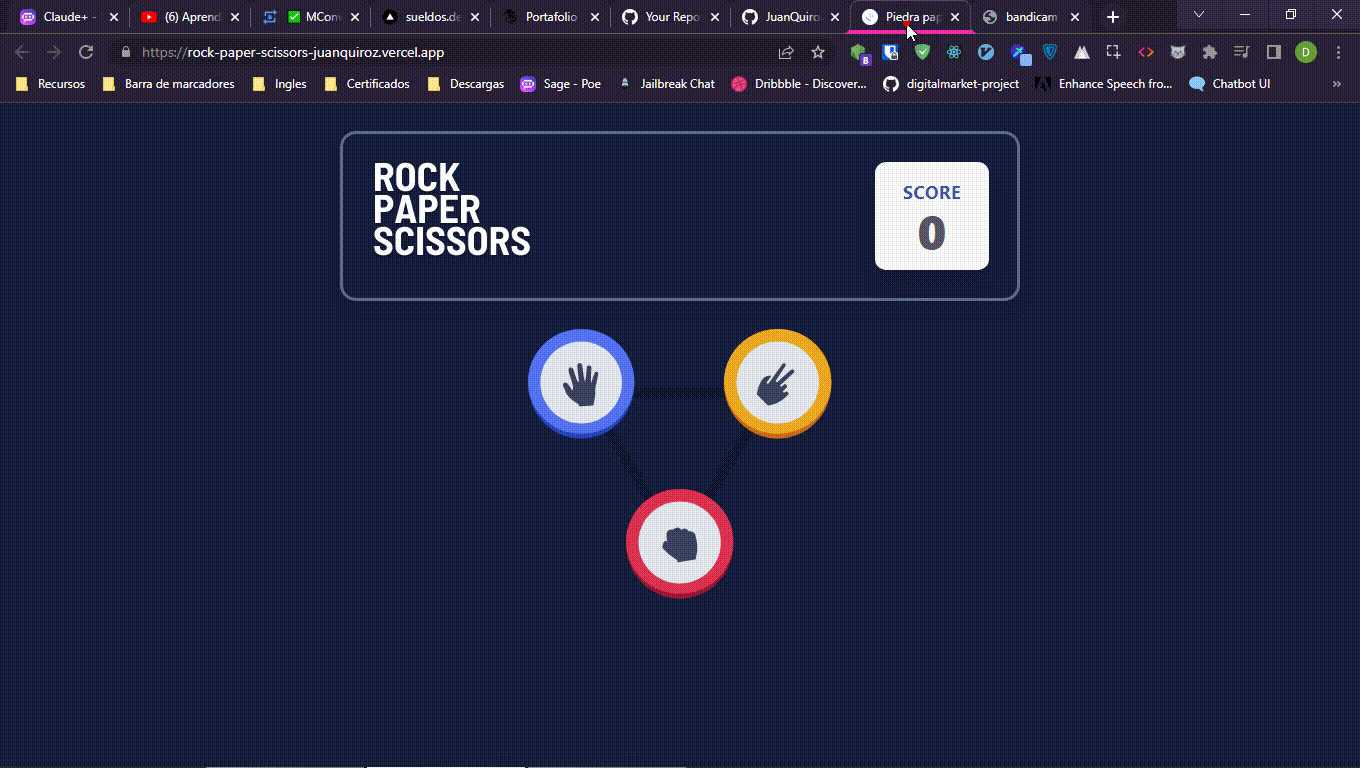 Claude+
(6) Aprend
MConv
sueldos.de
Portafolio
Your Repo
JuanQuiro
Piedra pap
bandicam
https://rock-paper-scissors-juanquiroz.vercel.app
8
D
Recursos
Barra de marcadores
Ingles
Certificados
Descargas
Sage - Poe
Jailbreak Chat
Dribbble - Discover...
digitalmarket-project
Enhance Speech fro...
Chatbot UI
»
ROCK
PAPER
SCISSORS
SCORE
0